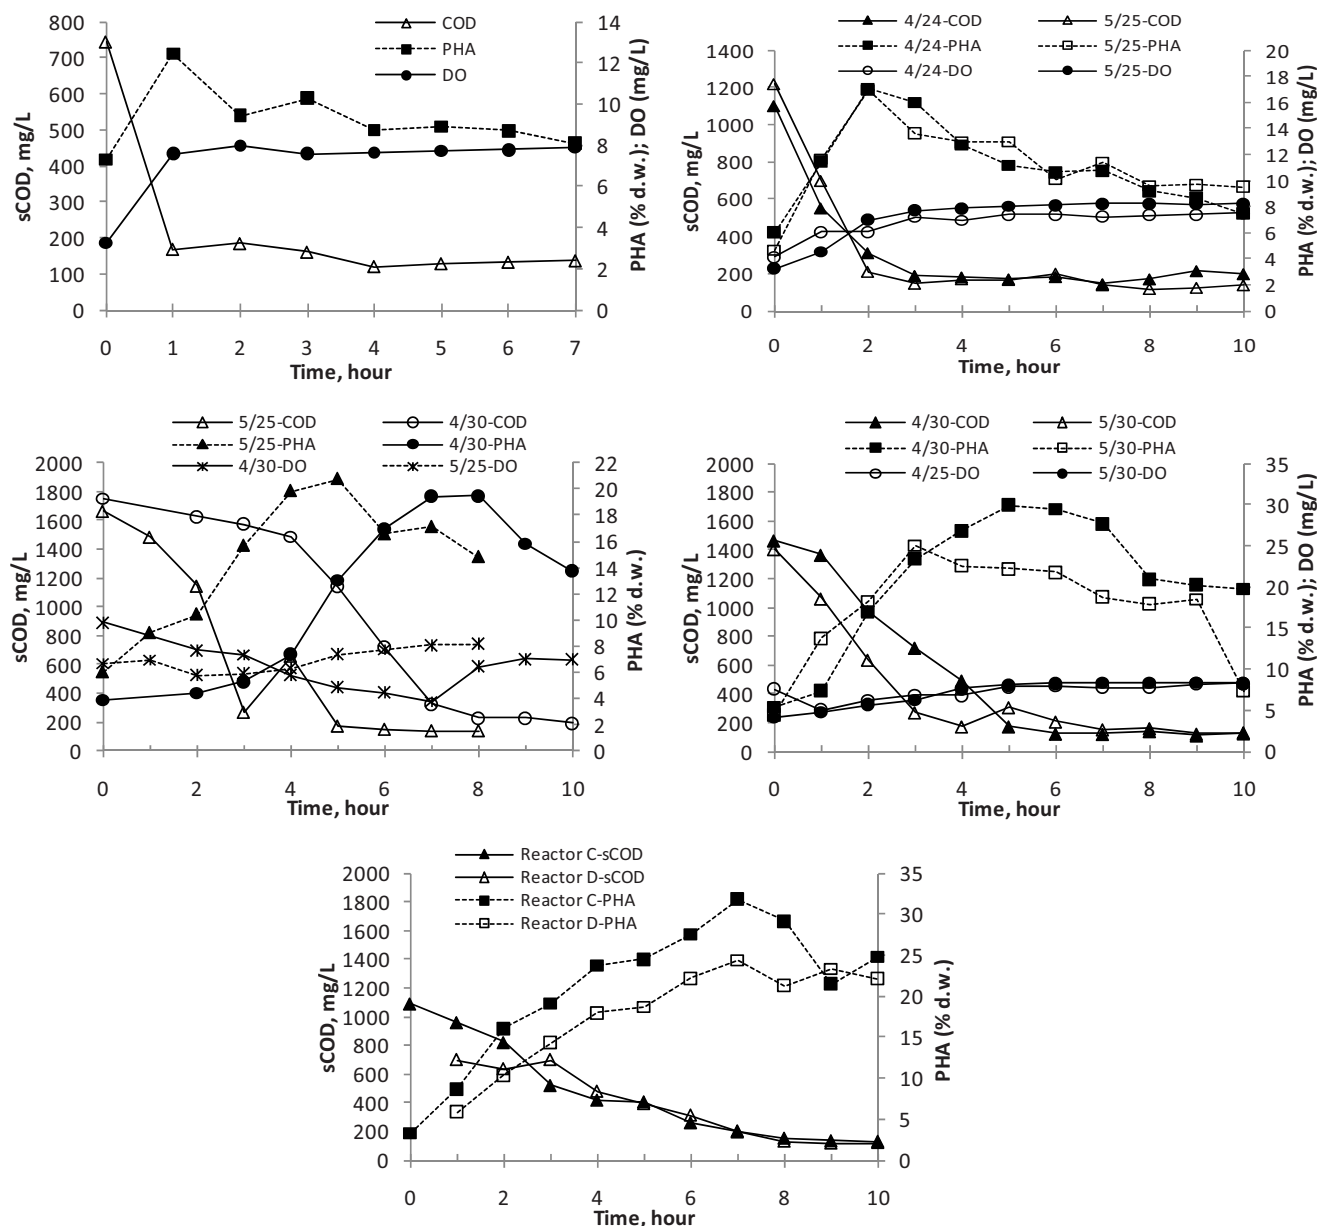 COD
PHA
DO
800
700
600
500
400
300
200
100
0
14
12
10
8
6
4
2
0
0 1 2 3 4 5 6 7
sCOD, mg/L
PHA (% d.w.); DO (mg/L)
Time, hour
4/24-COD 5/25-COD
4/24-PHA 5/25-PHA
4/24-DO 5/25-DO
1400
1200
1000
800
600
400
200
0
20
18
16
14
12
10
8
6
4
2
0
0 2 4 6 8 10
sCOD, mg/L
PHA (% d.w.); DO (mg/L)
Time, hour
5/25-COD 4/30-COD
5/25-PHA 4/30-PHA
4/30-DO 5/25-DO
2000
1800
1600
1400
1200
1000
800
600
400
200
0
22
20
18
16
14
12
10
8
6
4
2
0
0 2 4 6 8 10
sCOD, mg/L
PHA (% d.w.)
Time, hour
4/30-COD 5/30-COD
4/30-PHA 5/30-PHA
4/25-DO 5/30-DO
2000
1800
1600
1400
1200
1000
800
600
400
200
0
35
30
25
20
15
10
5
0
0 2 4 6 8 10
sCOD, mg/L
PHA (% d.w.); DO (mg/L)
Time, hour
Reactor C-sCOD
Reactor D-sCOD
Reactor C-PHA
Reactor D-PHA
2000
1800
1600
1400
1200
1000
800
600
400
200
0
35
30
25
20
15
10
5
0
0 2 4 6 8 10
sCOD, mg/L
PHA (% d.w.)
Time, hour